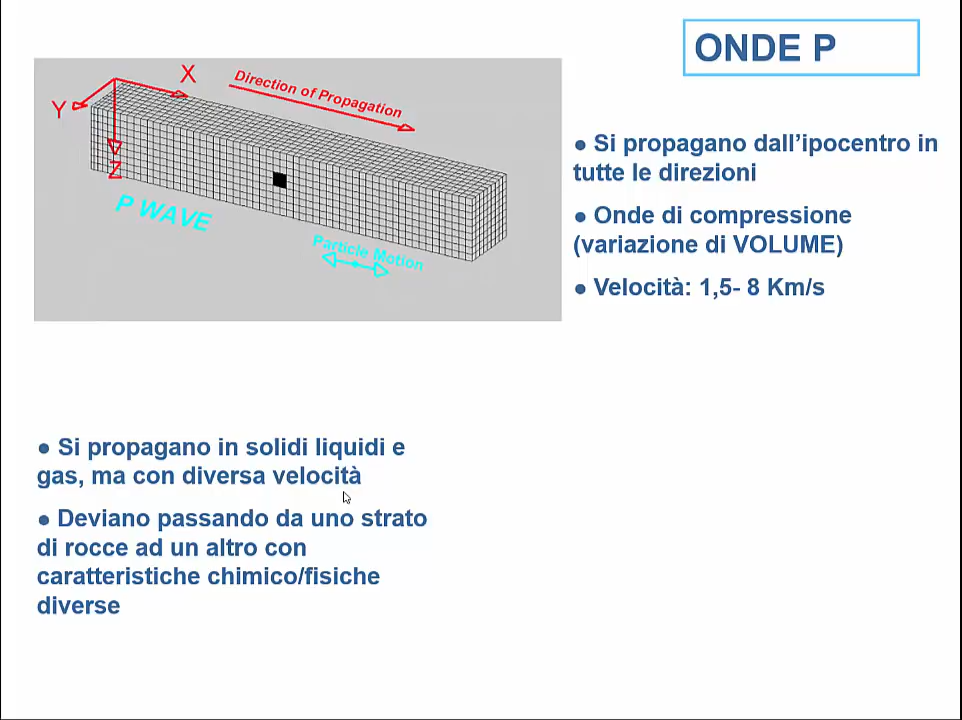 ONDE P
X
Y
Z
Direction of Propagation
P WAVE
Particle Motion
● Si propagano dall’ipocentro in
tutte le direzioni
● Onde di compressione
(variazione di VOLUME)
● Velocità: 1,5- 8 Km/s
● Si propagano in solidi liquidi e
gas, ma con diversa velocità
● Deviano passando da uno strato
di rocce ad un altro con
caratteristiche chimico/fisiche
diverse